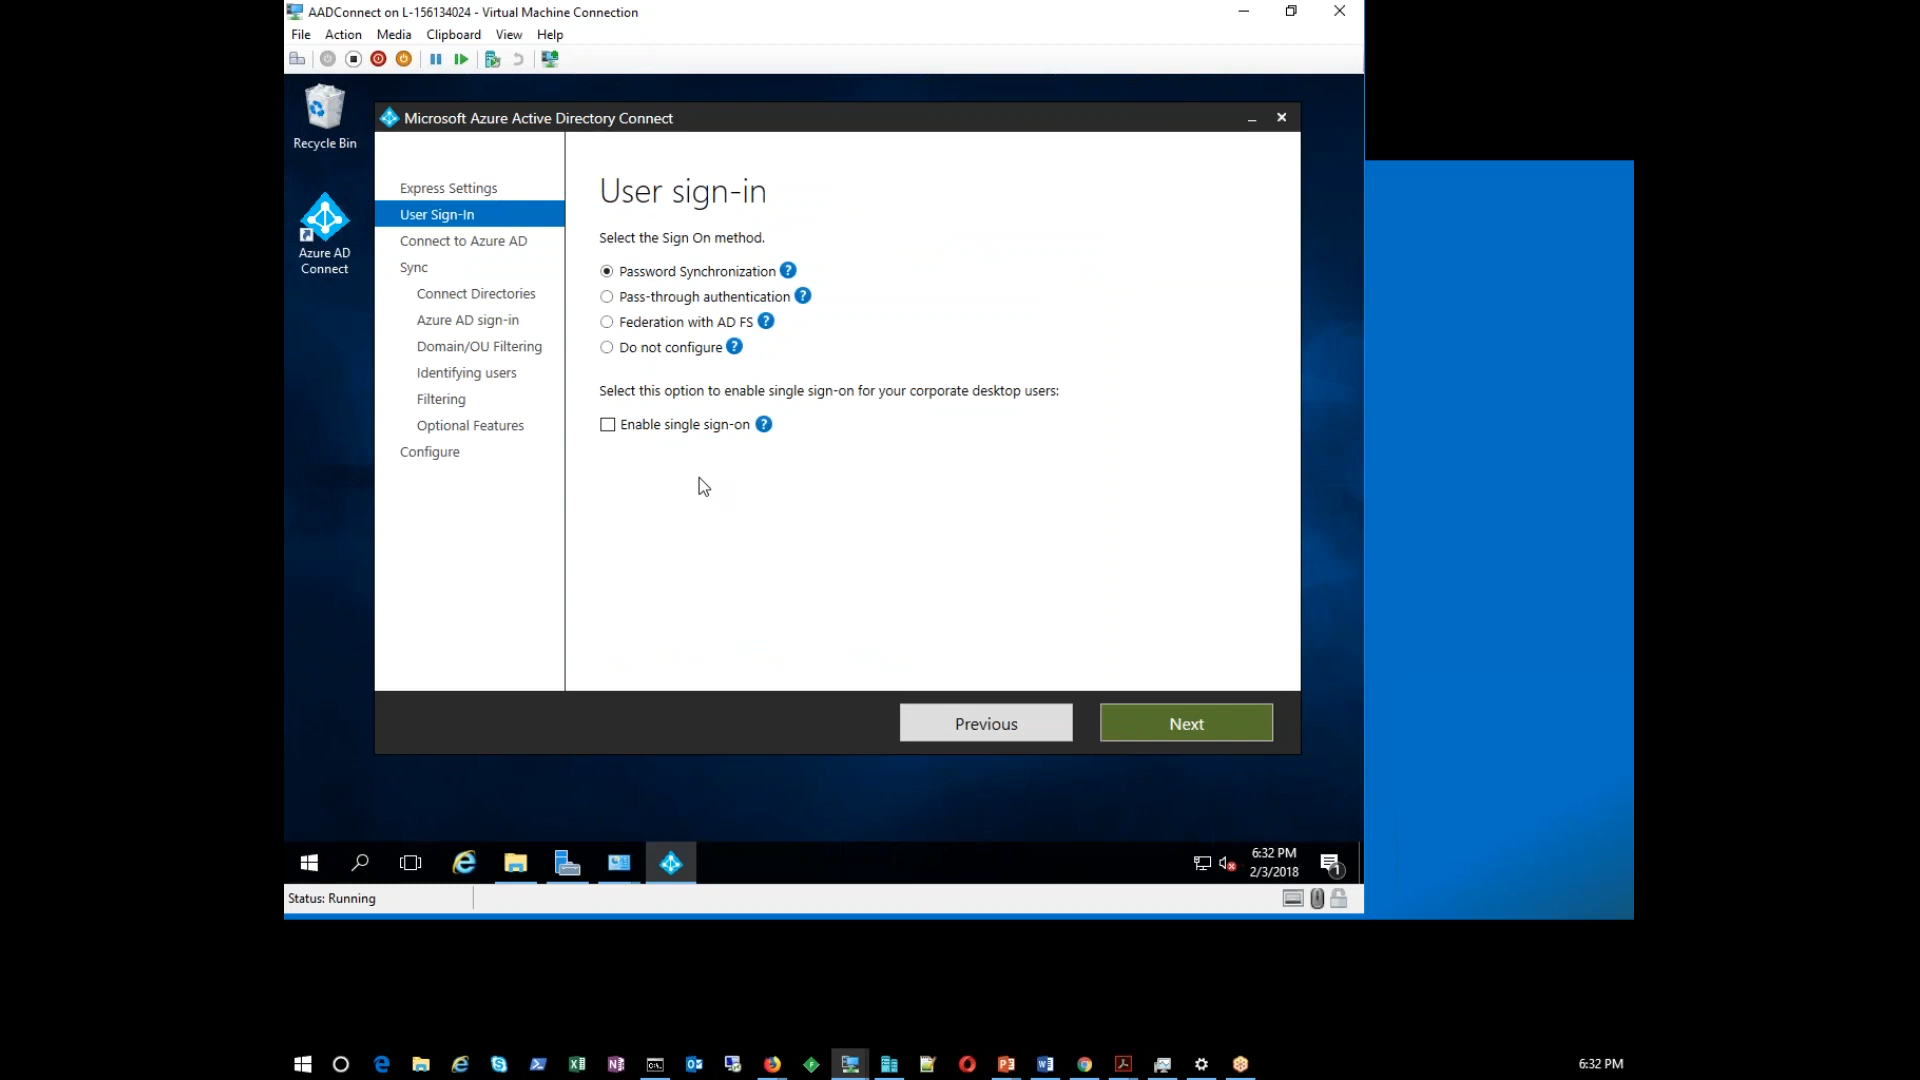 AADConnect on L-156134024 - Virtual Machine Connection
File Action Media Clipboard View Help
Recycle Bin
Azure AD
Connect
Microsoft Azure Active Directory Connect
Express Settings
User Sign-In
Connect to Azure AD
Sync
Connect Directories
Azure AD sign-in
Domain/OU Filtering
Identifying users
Filtering
Optional Features
Configure
User sign-in
Select the Sign On method.
Password Synchronization ?
Pass-through authentication ?
Federation with AD FS ?
Do not configure ?
Select this option to enable single sign-on for your corporate desktop users:
Enable single sign-on ?
Previous
Next
6:32 PM
2/3/2018
1
Status: Running
6:32 PM